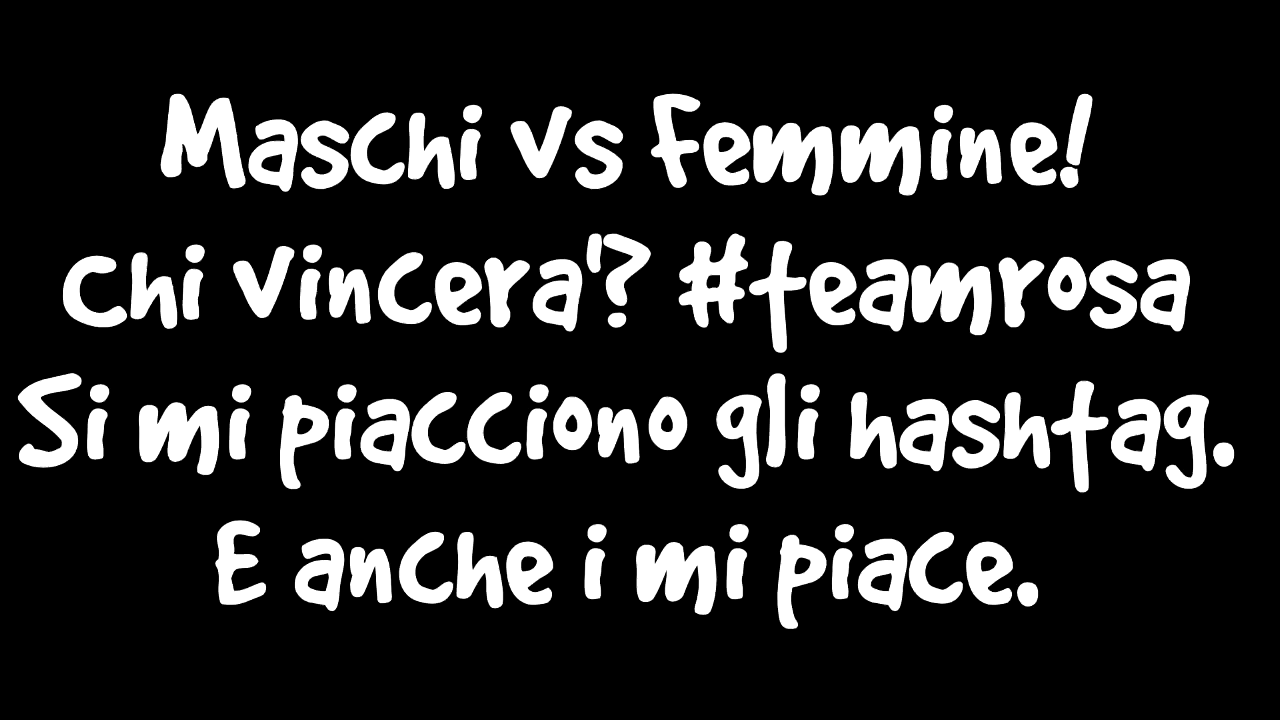 Maschi vs femmine!
chi vincera'? #teamrosa
Si mi piacciono gli hashtag.
E anche i mi piace.